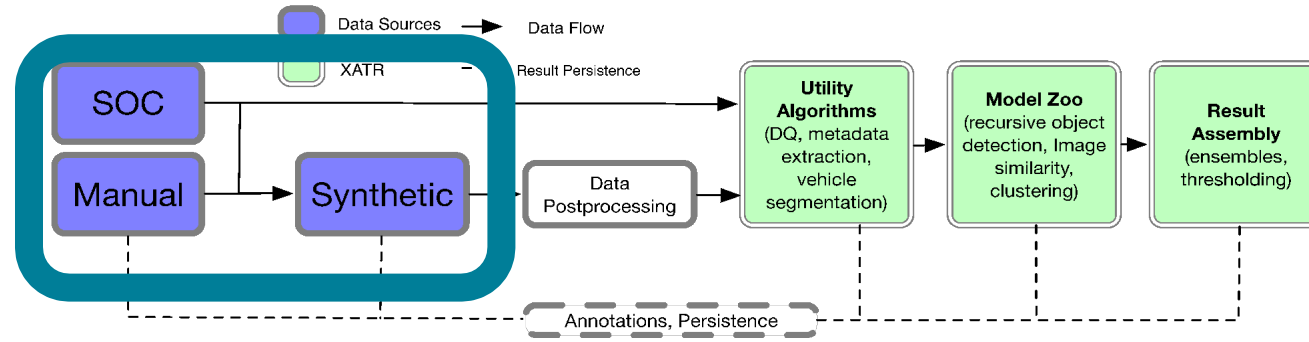 Data Sources
Data Flow
XATR
Result Persistence
SOC
Manual
Synthetic
Data
Postprocessing
Utility
Algorithms
(DQ, metadata
extraction,
vehicle
segmentation)
Model Zoo
(recursive object
detection, Image
similarity,
clustering)
Result
Assembly
(ensembles,
thresholding)
Annotations, Persistence